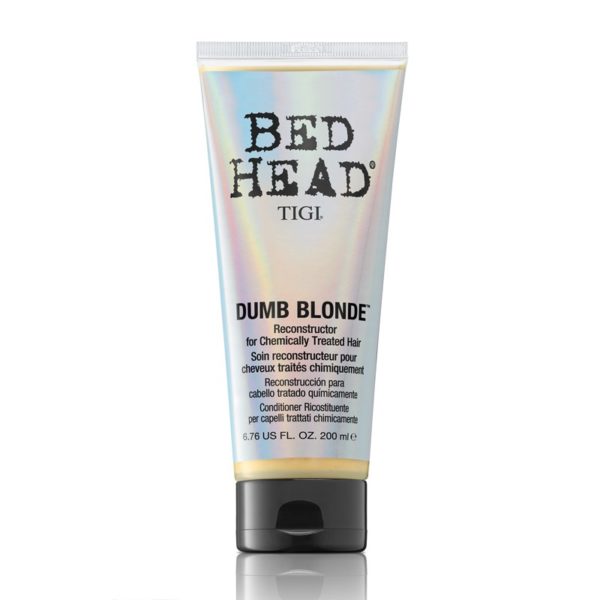 BED
HEAD®
TIGI®
DUMB BLONDE™
Reconstructor
for Chemically Treated Hair
Soin reconstructeur pour
cheveux traités chimiquement
Reconstrucción para
cabello tratado químicamente
Conditioner Ricostituente
per capelli trattati chimicamente
6.76 US FL. OZ. 200 ml ℮